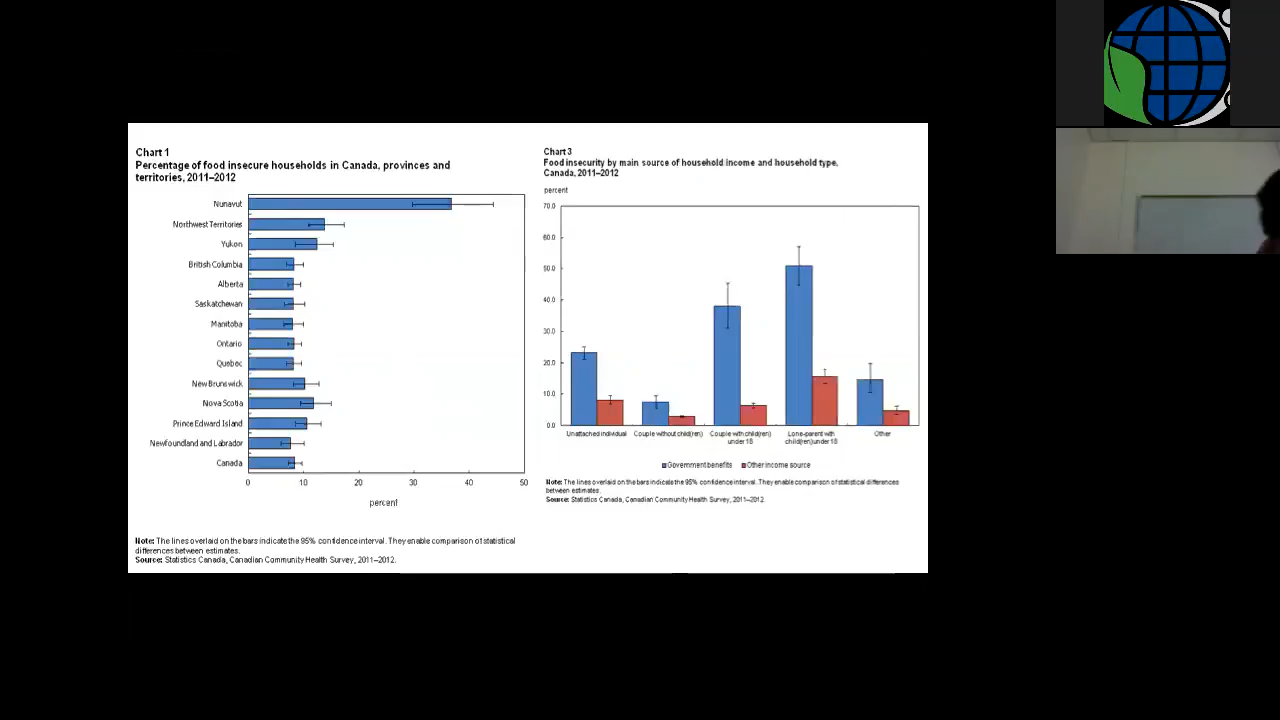 Chart 1
Percentage of food insecure households in Canada, provinces and
territories, 2011–2012
Nunavut
Northwest Territories
Yukon
British Columbia
Alberta
Saskatchewan
Manitoba
Ontario
Quebec
New Brunswick
Nova Scotia
Prince Edward Island
Newfoundland and Labrador
Canada
0 10 20 30 40 50
percent
Note: The lines overlaid on the bars indicate the 95% confidence interval. They enable comparison of statistical
differences between estimates.
Source: Statistics Canada, Canadian Community Health Survey, 2011–2012.
Chart 3
Food insecurity by main source of household income and household type,
Canada, 2011–2012
percent
70.0
60.0
50.0
40.0
30.0
20.0
10.0
0.0
Unattached individual
Couple without child(ren)
Couple with child(ren)
under 18
Lone-parent with
child(ren) under 18
Other
Government benefits Other income source
Note: The lines overlaid on the bars indicate the 95% confidence interval. They enable comparison of statistical differences
between estimates.
Source: Statistics Canada, Canadian Community Health Survey, 2011–2012.